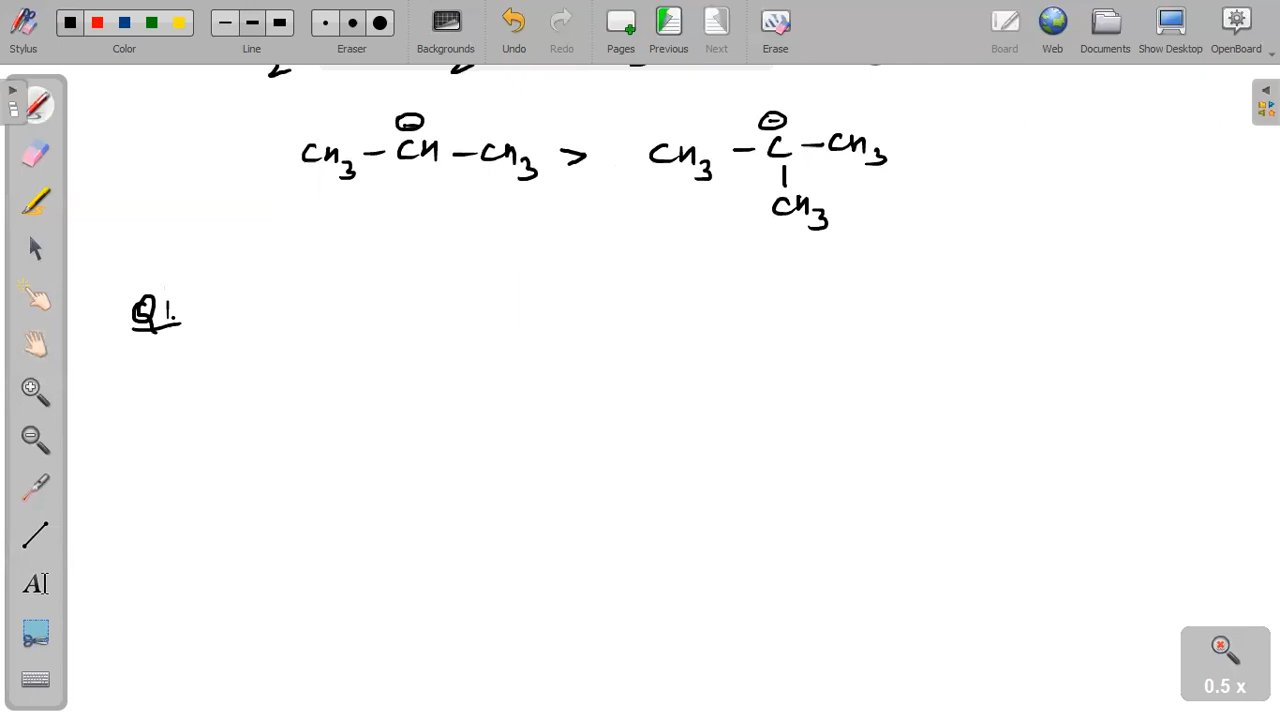 Stylus Color Line Eraser Backgrounds Undo Redo Pages Previous Next Erase Board Web Documents Show Desktop OpenBoard
CH3 – CH – CH3 > CH3 – C – CH3
CH3
Q1.
AI
0.5 x